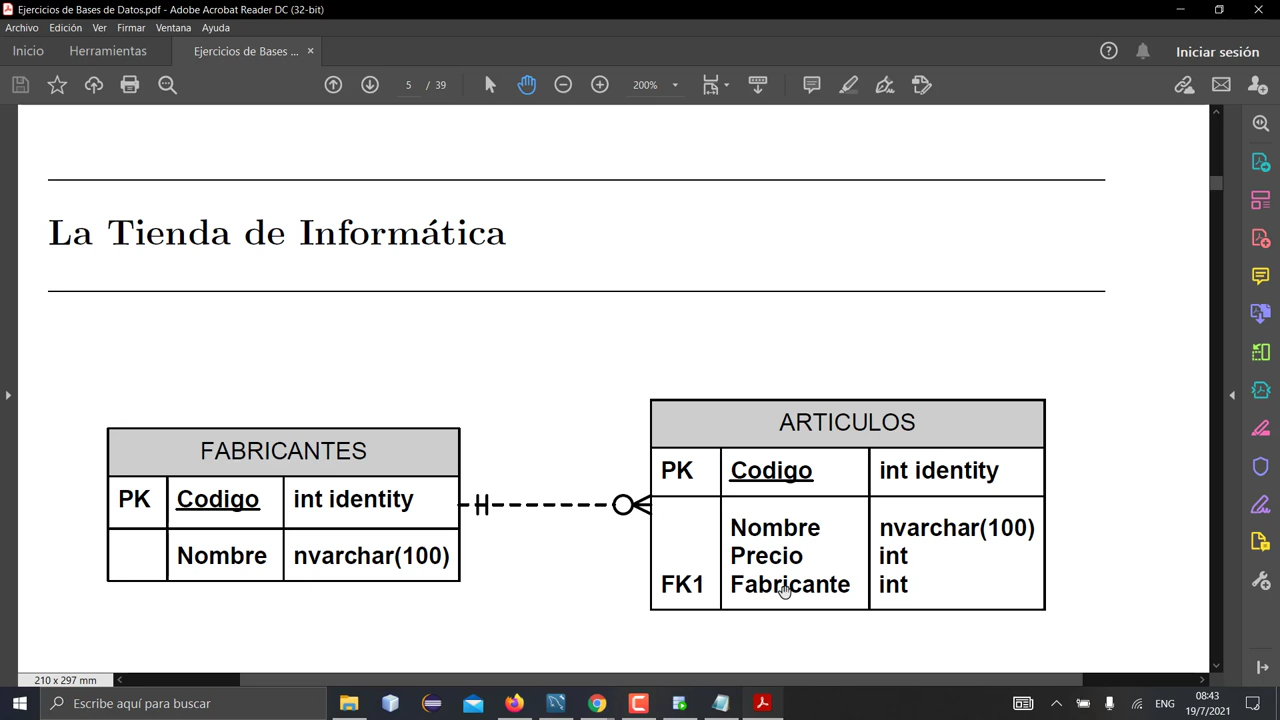 Ejercicios de Bases de Datos.pdf - Adobe Acrobat Reader DC (32-bit)
Archivo Edición Ver Firmar Ventana Ayuda
Inicio Herramientas Ejercicios de Bases ... × Iniciar sesión
5 / 39 200%
La Tienda de Informática
FABRICANTES
PK Codigo int identity
Nombre nvarchar(100)
ARTICULOS
PK Codigo int identity
Nombre nvarchar(100)
Precio int
FK1 Fabricante int
210 x 297 mm
Escribe aquí para buscar
ENG
08:43
19/7/2021